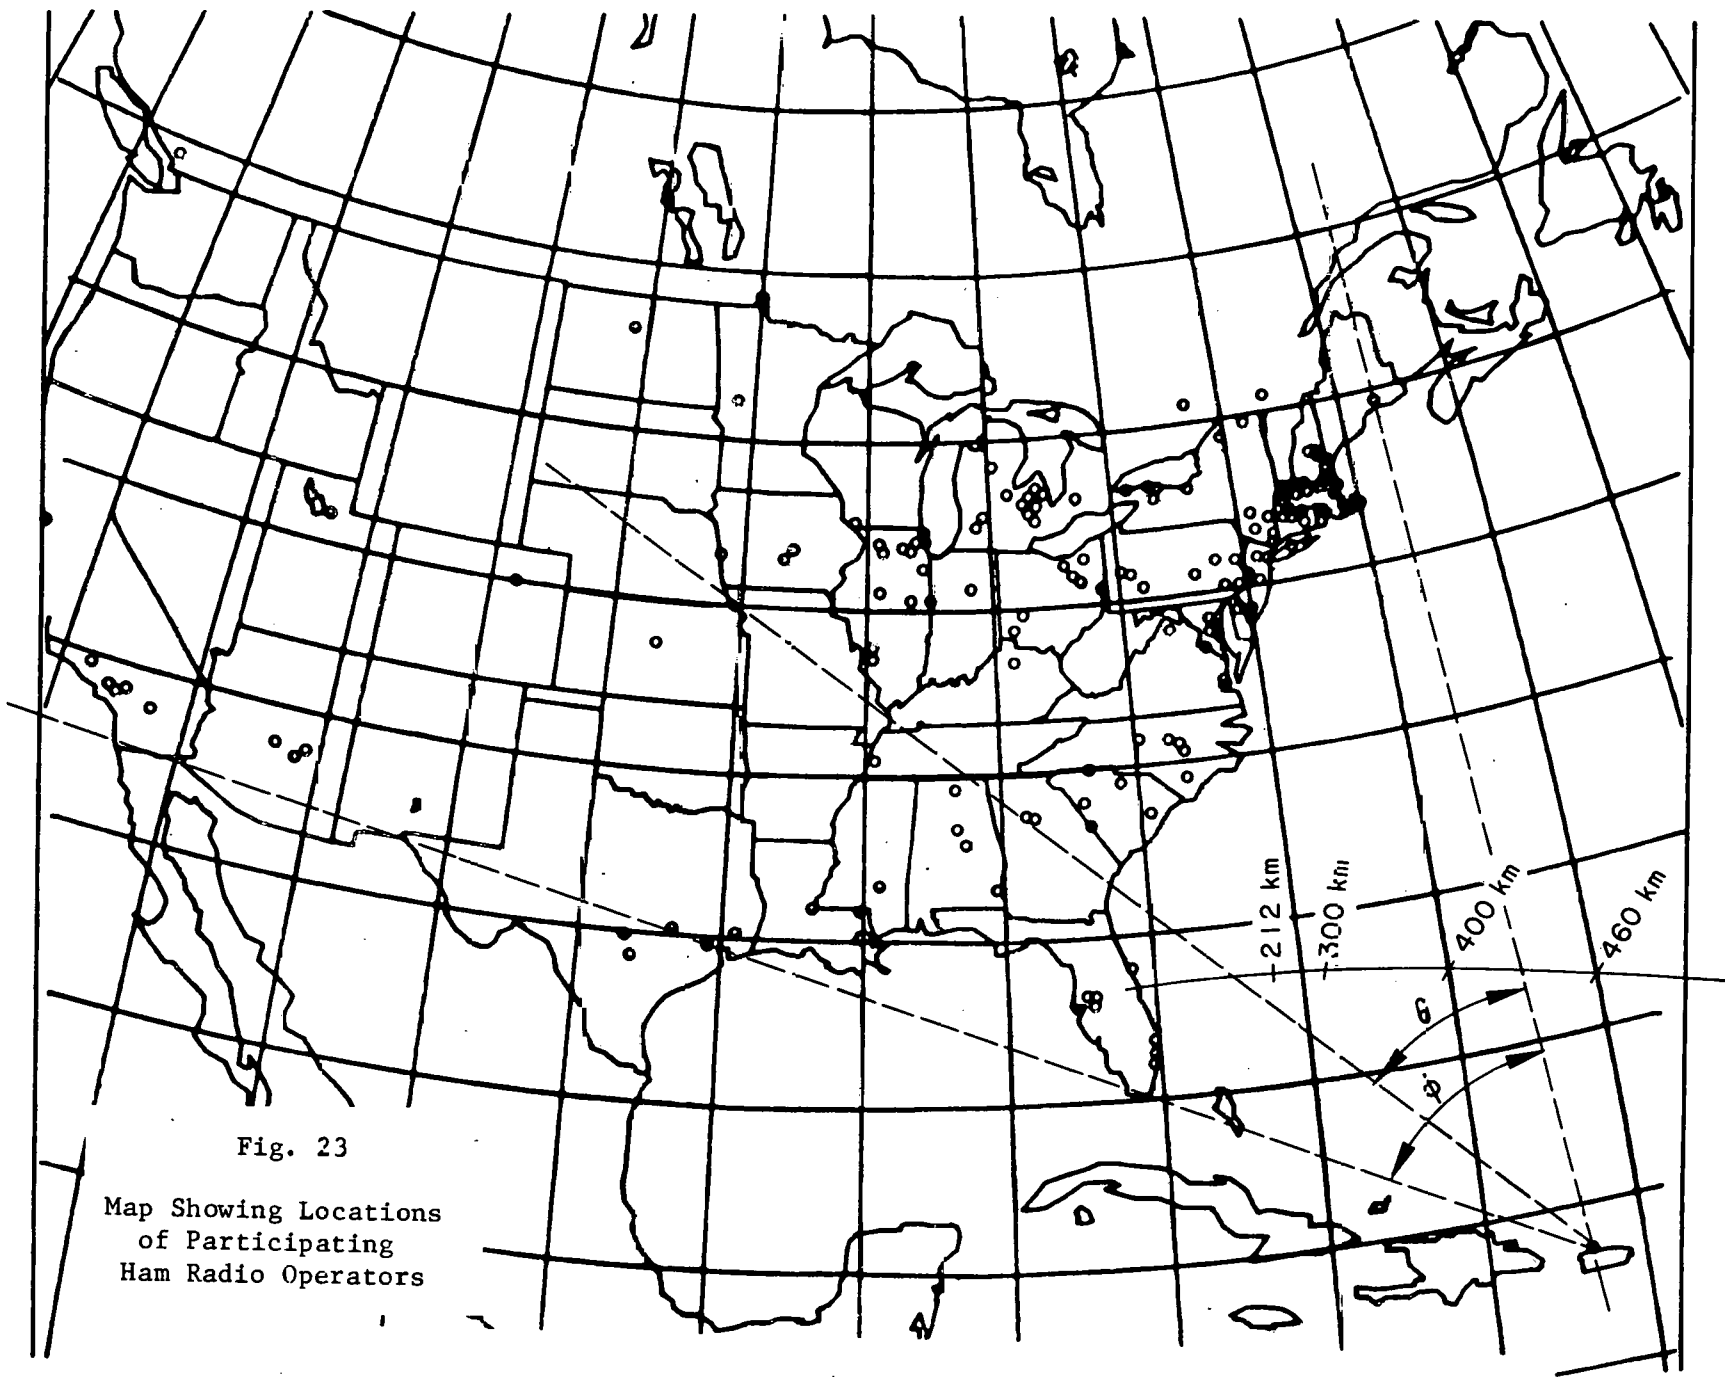 -212 km
-300 km
400 km
460 km
G
φ
Fig. 23
Map Showing Locations
of Participating
Ham Radio Operators